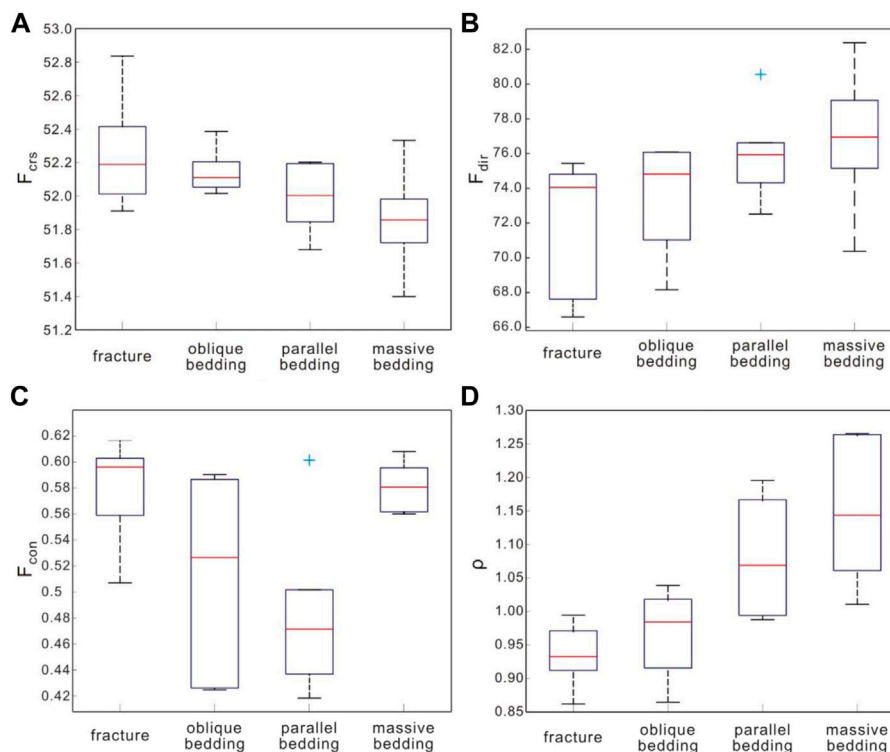 A
F_crs
53.0
52.8
52.4
52.2
52.0
51.8
51.4
51.2
fracture
oblique bedding
parallel bedding
massive bedding
B
F_dir
82.0
80.0
78.0
76.0
74.0
72.0
70.0
68.0
66.0
fracture
oblique bedding
parallel bedding
massive bedding
C
F_con
0.62
0.60
0.58
0.56
0.54
0.52
0.5
0.48
0.46
0.44
0.42
fracture
oblique bedding
parallel bedding
massive bedding
D
ρ
1.30
1.25
1.20
1.15
1.10
1.05
1.00
0.95
0.90
0.85
fracture
oblique bedding
parallel bedding
massive bedding